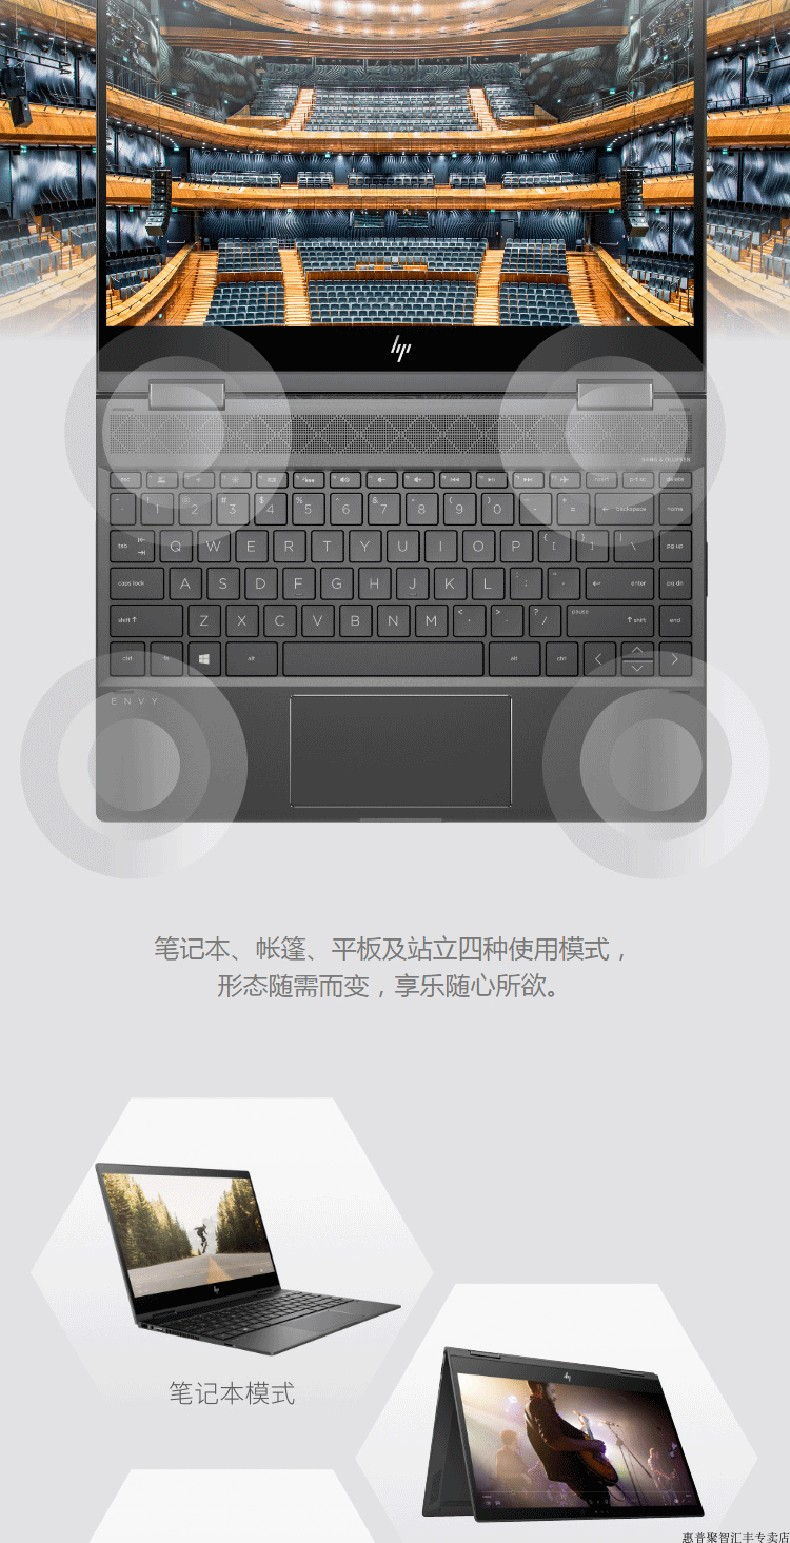 hp
BANG & OLUFSEN
esc
delete
! 1 @ 2 # 3 $ 4 % 5 ^ 6 & 7 * 8 ( 9 ) 0 - + = ← backspace home
tab Q W E R T Y U I O P { [ } ] | \ pg up
caps lock A S D F G H J K L : ; " enter pg dn
shift ↑ Z X C V B N M < , > . ? / pause ↑ shift end
ctrl fn alt alt ctrl < >
ENVY
笔记本、帐篷、平板及站立四种使用模式，
形态随需而变，享乐随心所欲。
hp
笔记本模式
hp
惠普聚智汇丰专卖店